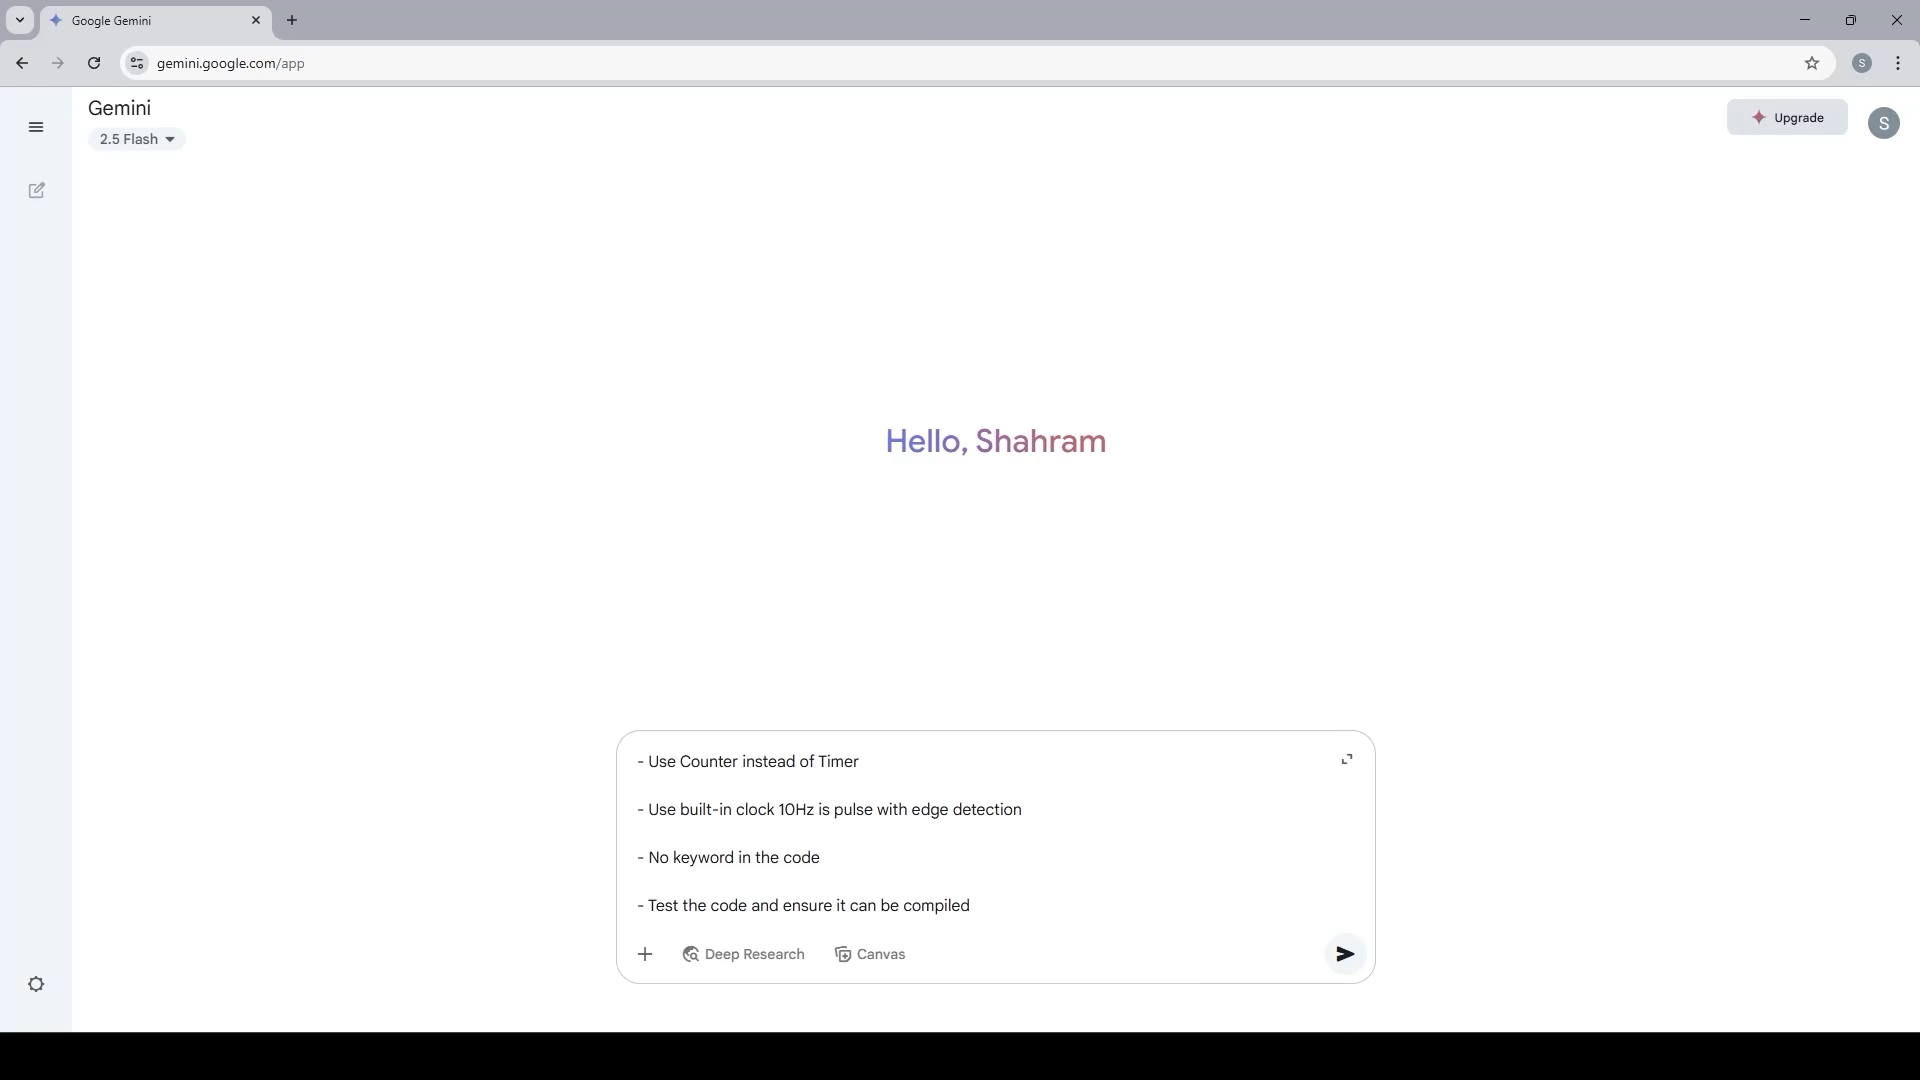 Google Gemini
gemini.google.com/app
S
Gemini
2.5 Flash
Upgrade
S
Hello, Shahram
- Use Counter instead of Timer
- Use built-in clock 10Hz is pulse with edge detection
- No keyword in the code
- Test the code and ensure it can be compiled
Deep Research
Canvas